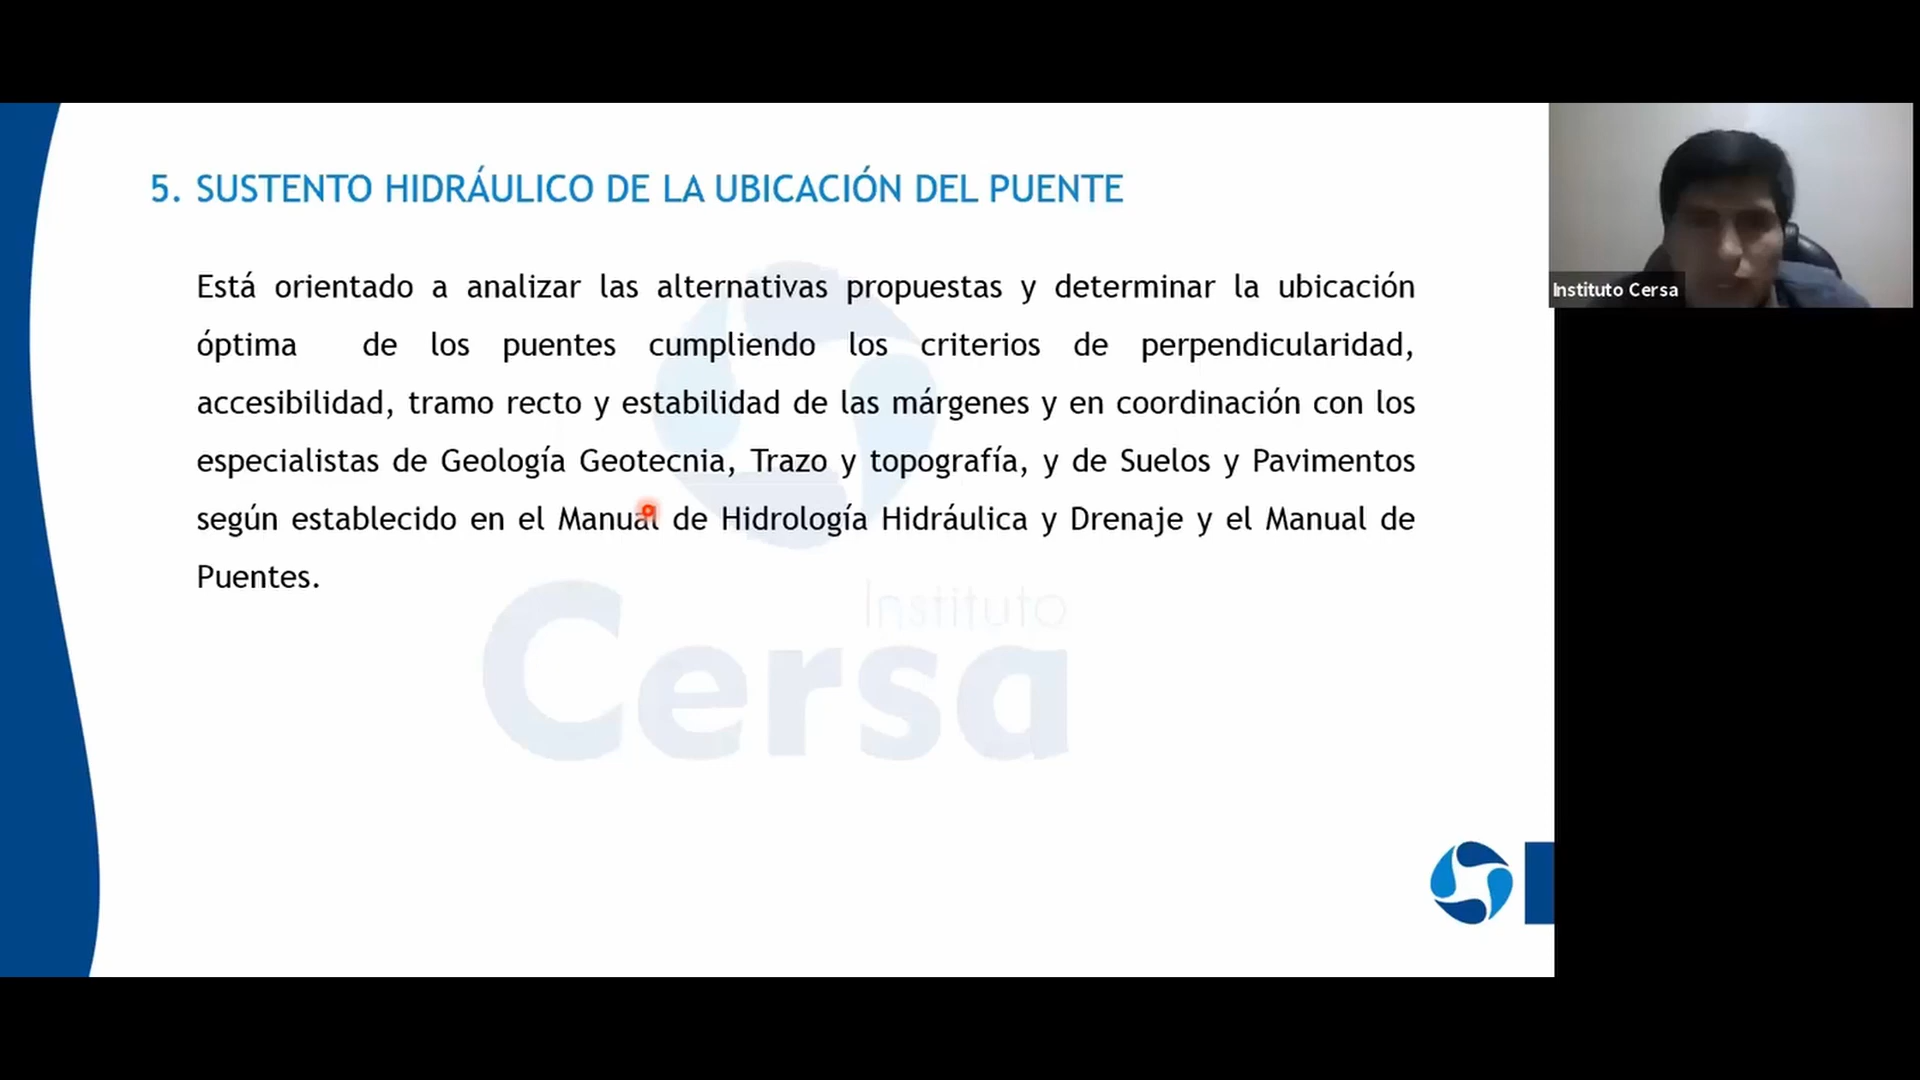 5. SUSTENTO HIDRÁULICO DE LA UBICACIÓN DEL PUENTE
Está orientado a analizar las alternativas propuestas y determinar la ubicación
óptima de los puentes cumpliendo los criterios de perpendicularidad,
accesibilidad, tramo recto y estabilidad de las márgenes y en coordinación con los
especialistas de Geología Geotecnia, Trazo y topografía, y de Suelos y Pavimentos
según establecido en el Manual de Hidrología Hidráulica y Drenaje y el Manual de
Puentes.
Instituto
Cersa
Instituto Cersa